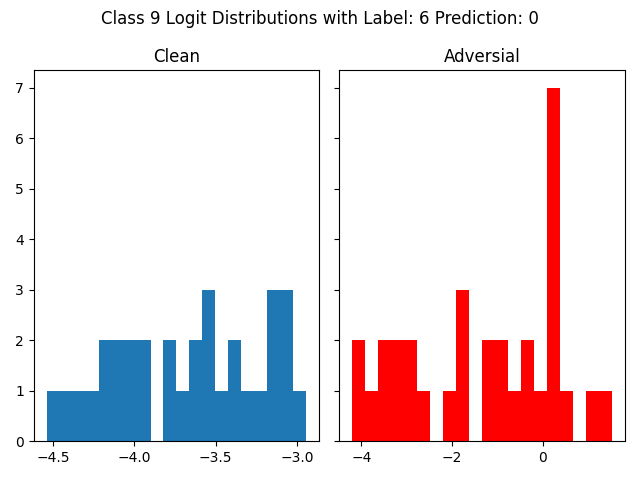 Class 9 Logit Distributions with Label: 6 Prediction: 0
Clean
Adversial
7
6
5
4
3
2
1
0
−4.5 −4.0 −3.5 −3.0
−4 −2 0